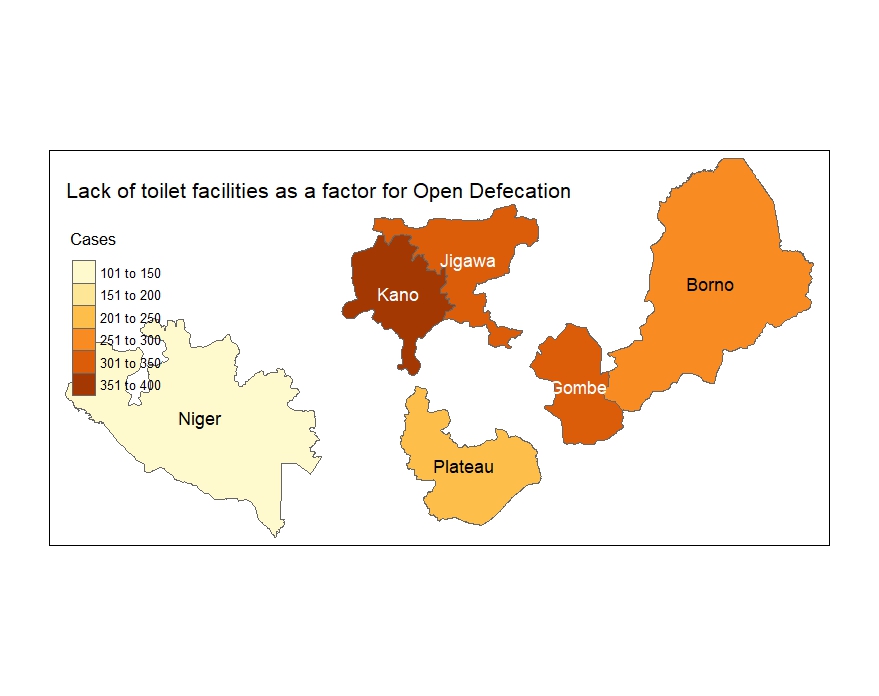 Lack of toilet facilities as a factor for Open Defecation
Cases
101 to 150
151 to 200
201 to 250
251 to 300
301 to 350
351 to 400
Jigawa
Kano
Borno
Gombe
Niger
Plateau